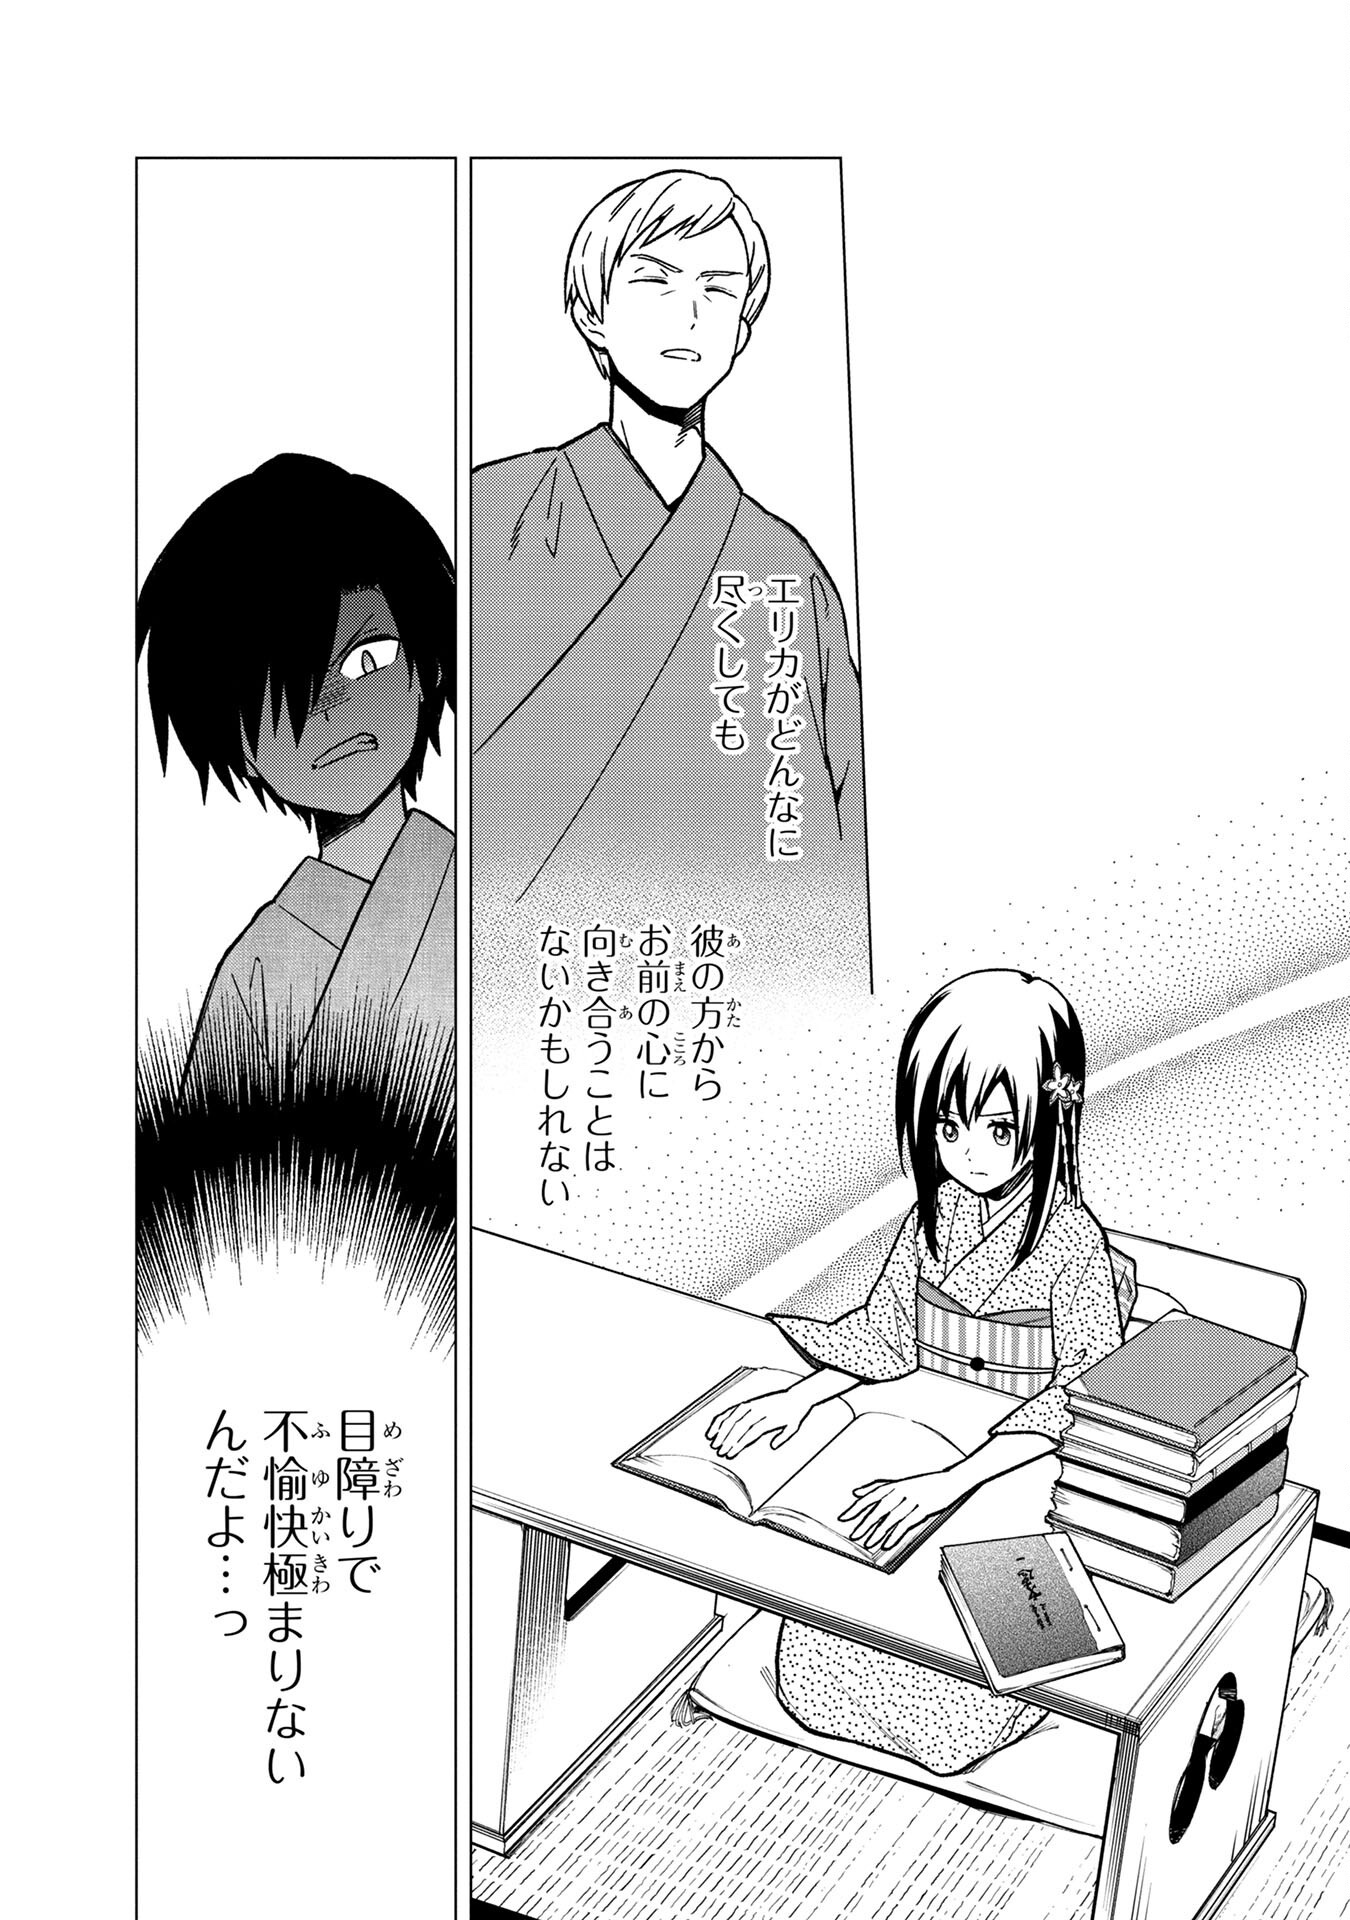 エリカがどんなに
尽くしても
彼の方から
お前の心に
向き合うことは
ないかもしれない
目障りで
不愉快極まりない
んだよ…っ